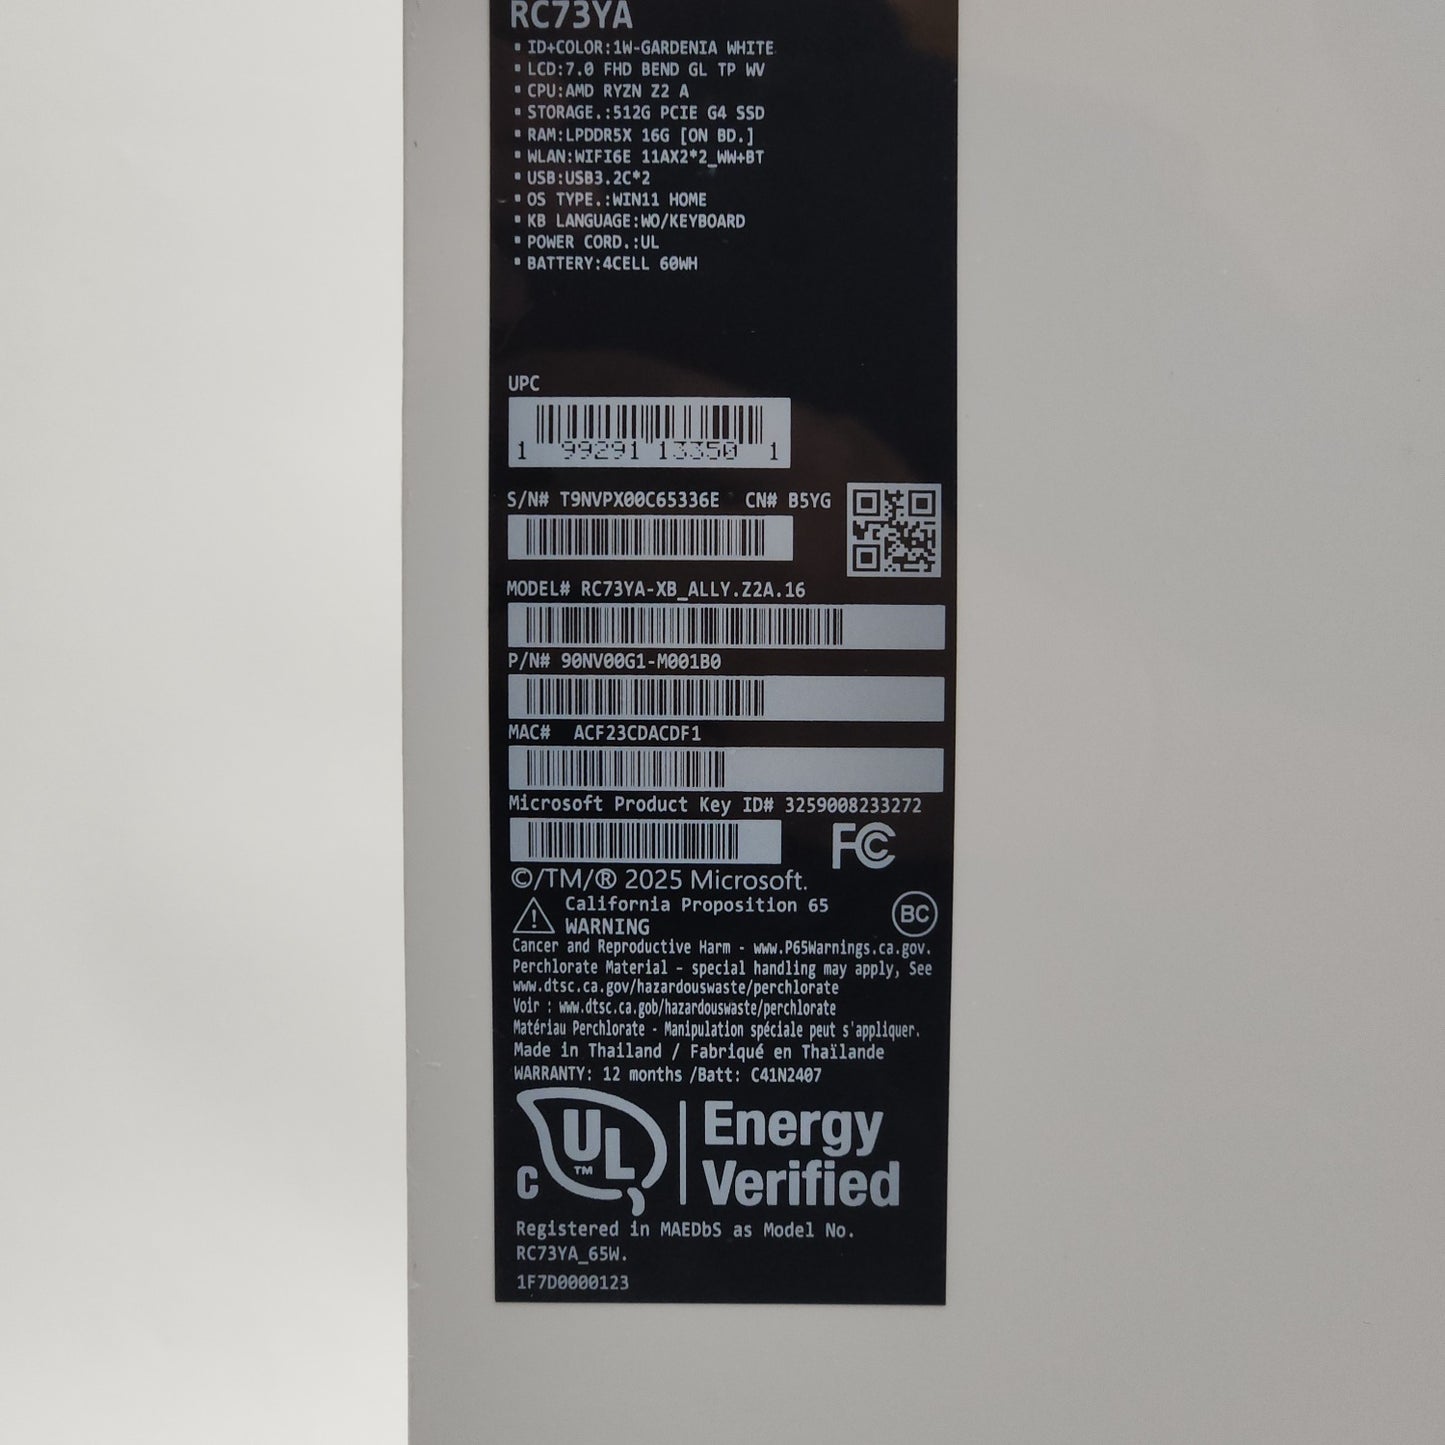 RC73YA
▪ ID+COLOR:1W-GARDENIA WHITE
▪ LCD:7.0 FHD BEND GL TP WV
▪ CPU:AMD RYZN Z2 A
▪ STORAGE.:512G PCIE G4 SSD
▪ RAM:LPDDR5X 16G [ON BD.]
▪ WLAN:WIFI6E 11AX2*2_WW+BT
▪ USB:USB3.2C*2
▪ OS TYPE.:WIN11 HOME
▪ KB LANGUAGE:WO/KEYBOARD
▪ POWER CORD.:UL
▪ BATTERY:4CELL 60WH
UPC
1 99291 13350 1
S/N# T9NVPX00C65336E CN# B5YG
MODEL# RC73YA-XB_ALLY.Z2A.16
P/N# 90NV00G1-M001B0
MAC# ACF23CDACDF1
Microsoft Product Key ID# 3259008233272
FC
©/TM/® 2025 Microsoft.
California Proposition 65
WARNING
BC
Cancer and Reproductive Harm - www.P65Warnings.ca.gov.
Perchlorate Material - special handling may apply, See
www.dtsc.ca.gov/hazardouswaste/perchlorate
Voir : www.dtsc.ca.gob/hazardouswaste/perchlorate
Matériau Perchlorate - Manipulation spéciale peut s'appliquer.
Made in Thailand / Fabriqué en Thaïlande
WARRANTY: 12 months /Batt: C41N2407
C UL ™ Energy
Verified
Registered in MAEDbS as Model No.
RC73YA_65W.
1F7D0000123